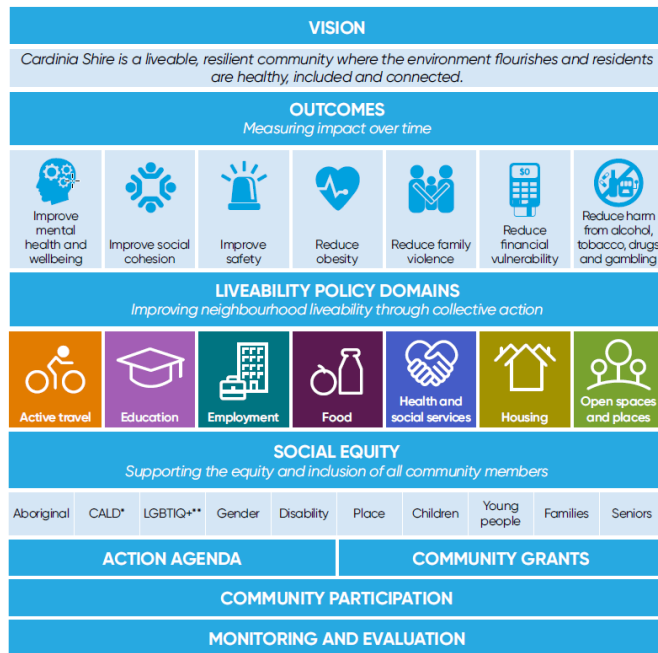 VISION
Cardinia Shire is a liveable, resilient community where the environment flourishes and residents
are healthy, included and connected.
OUTCOMES
Measuring impact over time
$0
Improve
mental
health and
wellbeing
Improve social
cohesion
Improve
safety
Reduce
obesity
Reduce family
violence
Reduce
financial
vulnerability
Reduce harm
from alcohol,
tobacco, drugs
and gambling
LIVEABILITY POLICY DOMAINS
Improving neighbourhood liveability through collective action
Active travel
Education
Employment
Food
Health and
social services
Housing
Open spaces
and places
SOCIAL EQUITY
Supporting the equity and inclusion of all community members
Aboriginal
CALD*
LGBTIQ+**
Gender
Disability
Place
Children
Young
people
Families
Seniors
ACTION AGENDA
COMMUNITY GRANTS
COMMUNITY PARTICIPATION
MONITORING AND EVALUATION